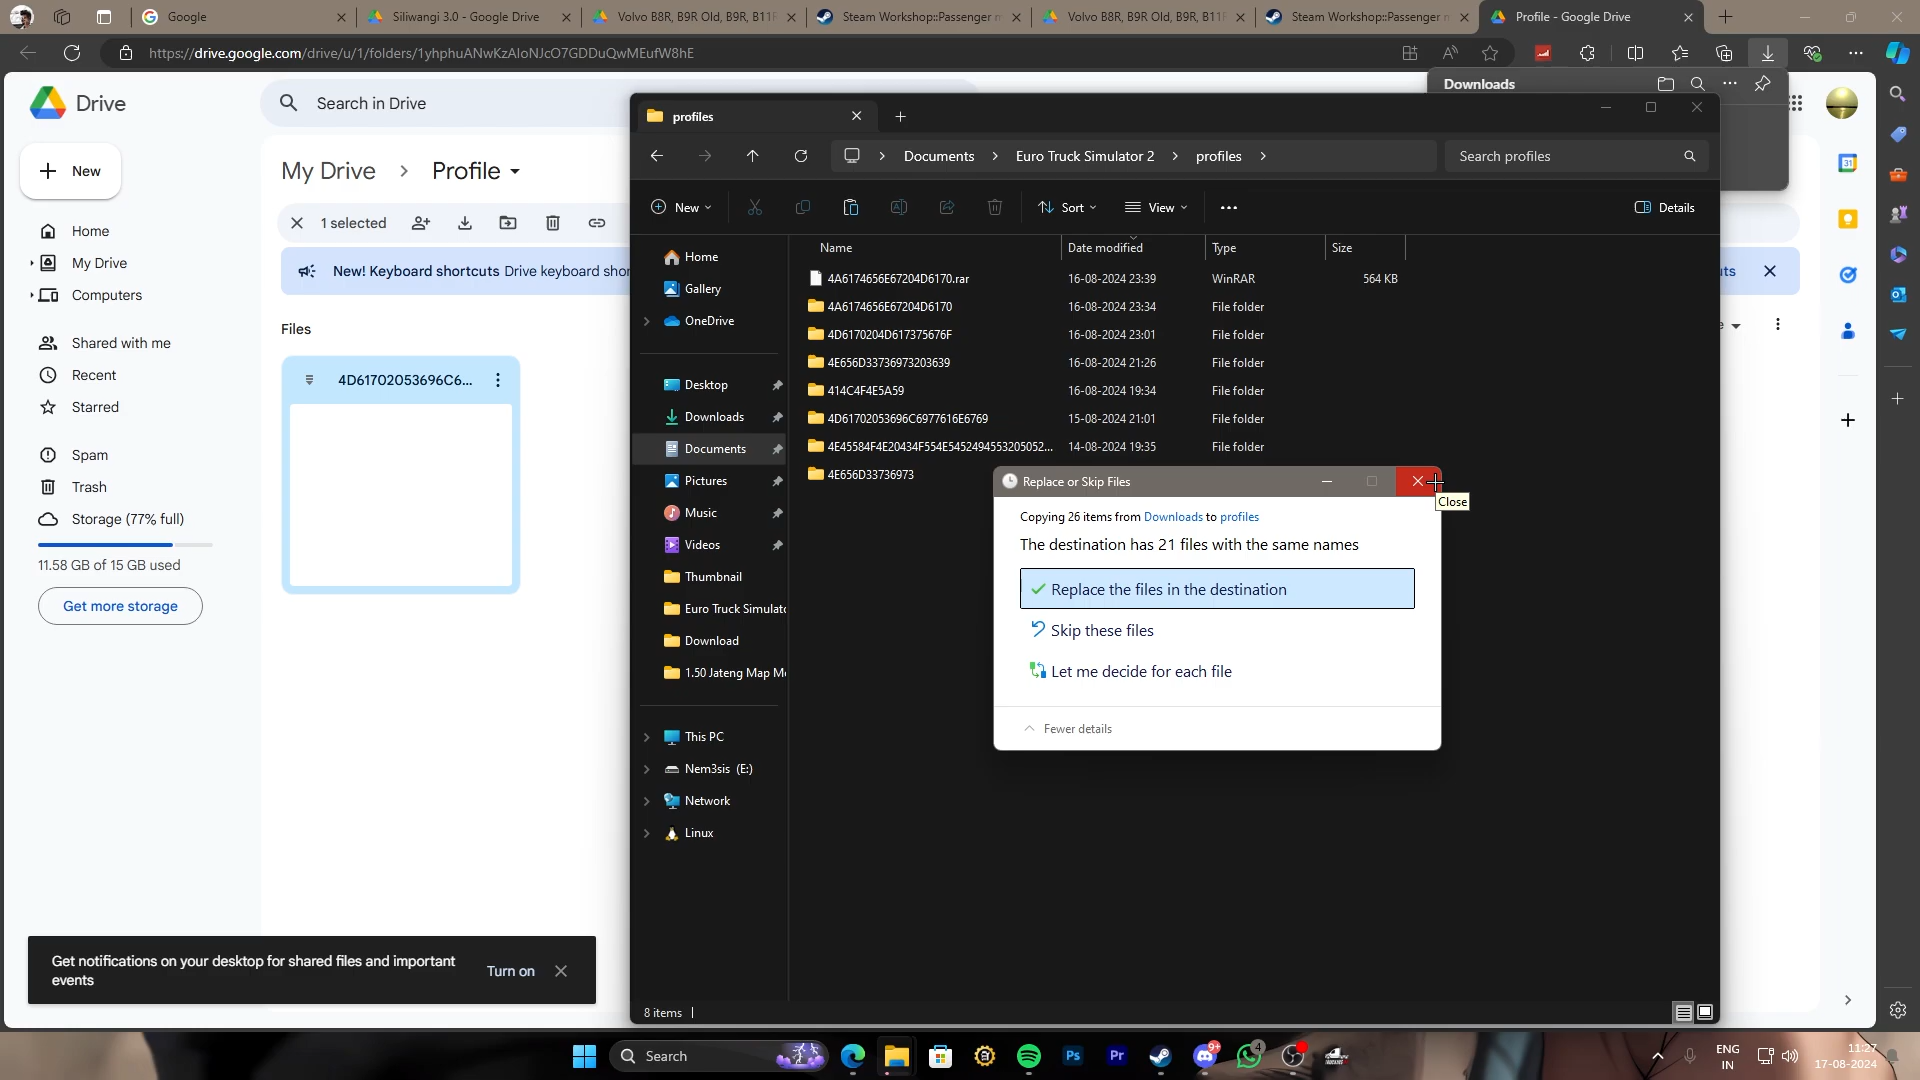 Google
Siliwangi 3.0 - Google Drive
Volvo B8R, B9R Old, B9R, B11R
Steam Workshop::Passenger m
Volvo B8R, B9R Old, B9R, B11R
Steam Workshop::Passenger m
Profile - Google Drive
https://drive.google.com/drive/u/1/folders/1yhphuANwKzAIoNJcO7GDDuQwMEufW8hE
Drive
Search in Drive
Downloads
New
My Drive > Profile
1 selected
New! Keyboard shortcuts Drive keyboard shor
uts
Home
My Drive
Computers
Shared with me
Recent
Starred
Spam
Trash
Storage (77% full)
11.58 GB of 15 GB used
Get more storage
Files
4D61702053696C6...
Get notifications on your desktop for shared files and important
events
Turn on
profiles
Documents > Euro Truck Simulator 2 > profiles >
Search profiles
New
Sort
View
Details
Home
Gallery
OneDrive
Desktop
Downloads
Documents
Pictures
Music
Videos
Thumbnail
Euro Truck Simulato
Download
1.50 Jateng Map M
This PC
Nem3sis (E:)
Network
Linux
Name Date modified Type Size
4A6174656E67204D6170.rar 16-08-2024 23:39 WinRAR 564 KB
4A6174656E67204D6170 16-08-2024 23:34 File folder
4D6170204D617375676F 16-08-2024 23:01 File folder
4E656D33736973203639 16-08-2024 21:26 File folder
414C4F4E5A59 16-08-2024 19:34 File folder
4D61702053696C6977616E6769 15-08-2024 21:01 File folder
4E45584F4E20434F554E5452494553205052... 14-08-2024 19:35 File folder
4E656D33736973
Replace or Skip Files
Close
Copying 26 items from Downloads to profiles
The destination has 21 files with the same names
Replace the files in the destination
Skip these files
Let me decide for each file
Fewer details
8 items
Search
Ps
Pr
9+
4
ENG
IN
11:27
17-08-2024